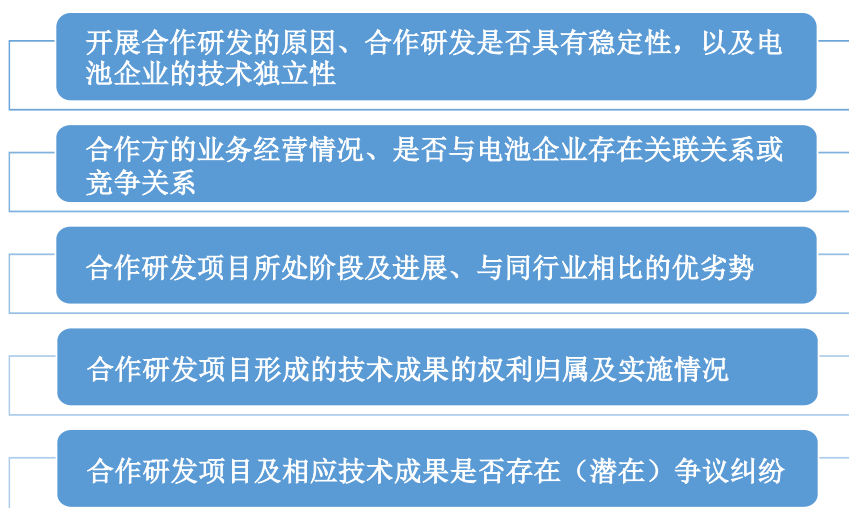 开展合作研发的原因、合作研发是否具有稳定性，以及电
池企业的技术独立性
合作方的业务经营情况、是否与电池企业存在关联关系或
竞争关系
合作研发项目所处阶段及进展、与同行业相比的优劣势
合作研发项目形成的技术成果的权利归属及实施情况
合作研发项目及相应技术成果是否存在（潜在）争议纠纷